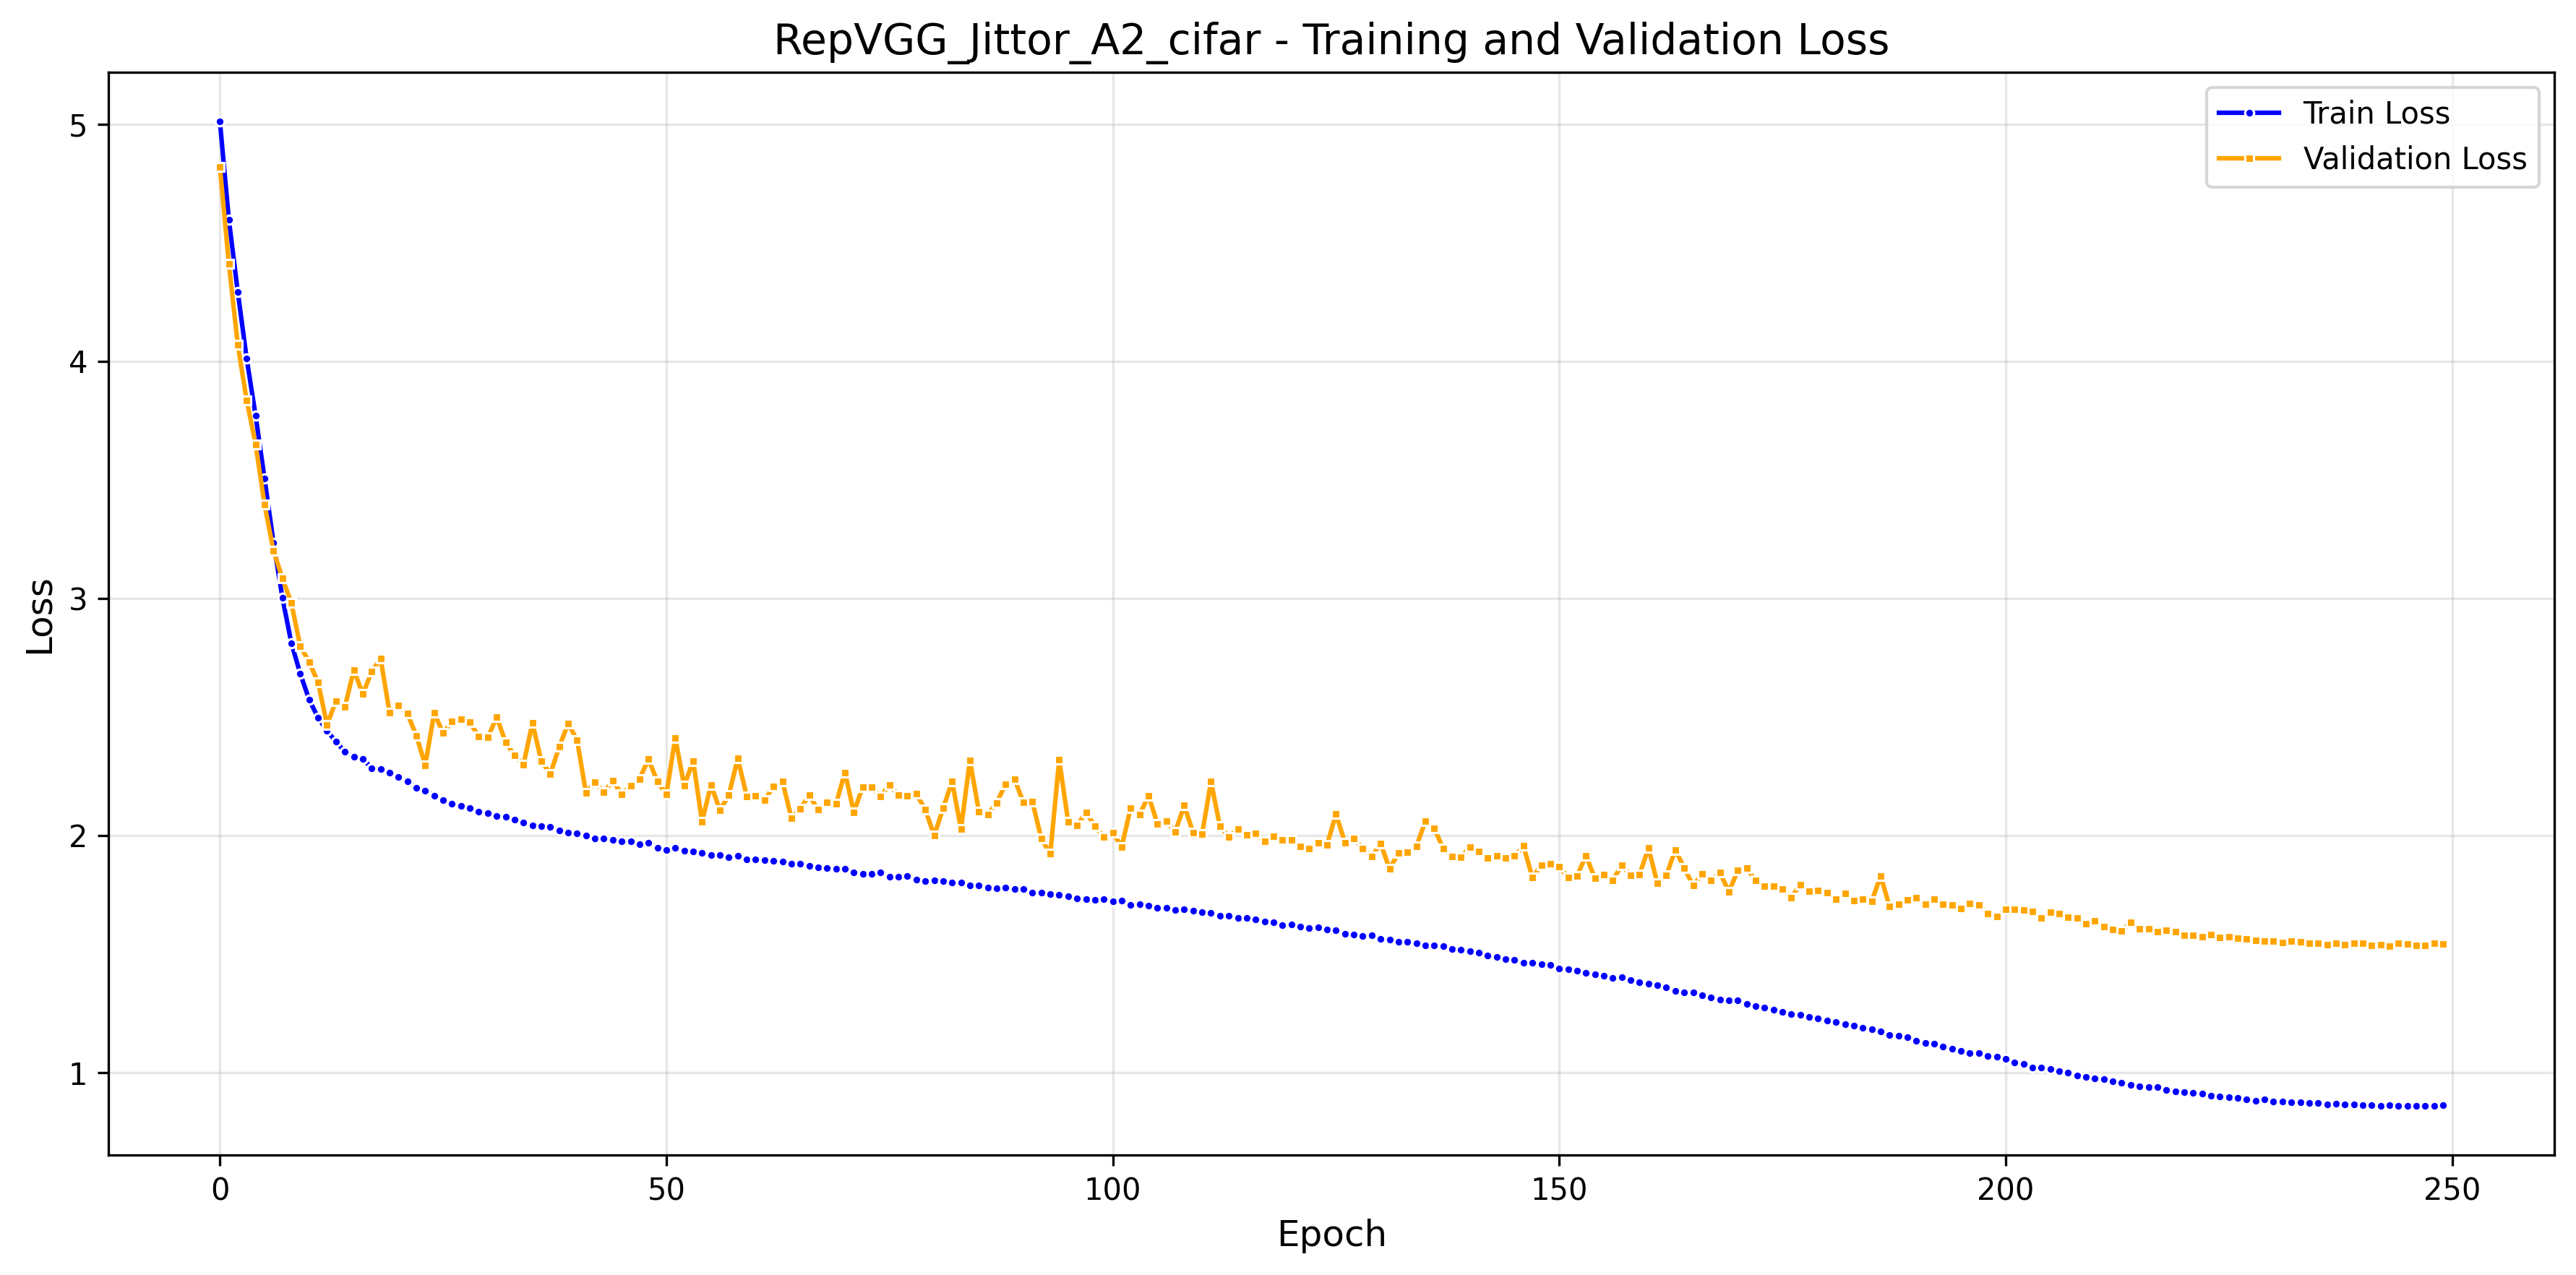 RepVGG_Jittor_A2_cifar - Training and Validation Loss
Train Loss
Validation Loss
Loss
5
4
3
2
1
0 50 100 150 200 250
Epoch